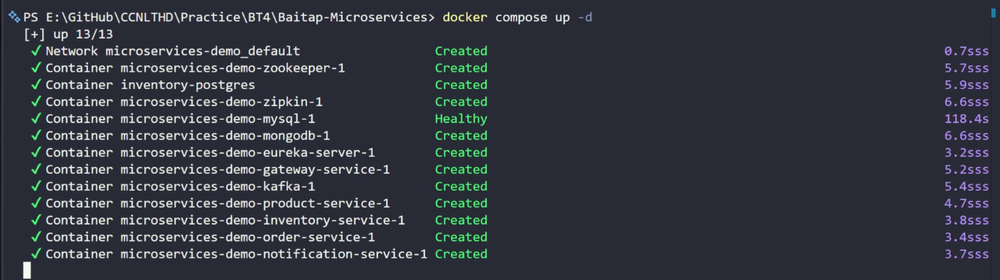 PS E:\GitHub\CCNLTHD\Practice\BT4\Baitap-Microservices> docker compose up -d
[+] up 13/13
✓ Network microservices-demo_default Created 0.7sss
✓ Container microservices-demo-zookeeper-1 Created 5.7sss
✓ Container inventory-postgres Created 5.9sss
✓ Container microservices-demo-zipkin-1 Created 6.6sss
✓ Container microservices-demo-mysql-1 Healthy 118.4s
✓ Container microservices-demo-mongodb-1 Created 6.6sss
✓ Container microservices-demo-eureka-server-1 Created 3.2sss
✓ Container microservices-demo-gateway-service-1 Created 5.2sss
✓ Container microservices-demo-kafka-1 Created 5.4sss
✓ Container microservices-demo-product-service-1 Created 4.7sss
✓ Container microservices-demo-inventory-service-1 Created 3.8sss
✓ Container microservices-demo-order-service-1 Created 3.4sss
✓ Container microservices-demo-notification-service-1 Created 3.7sss